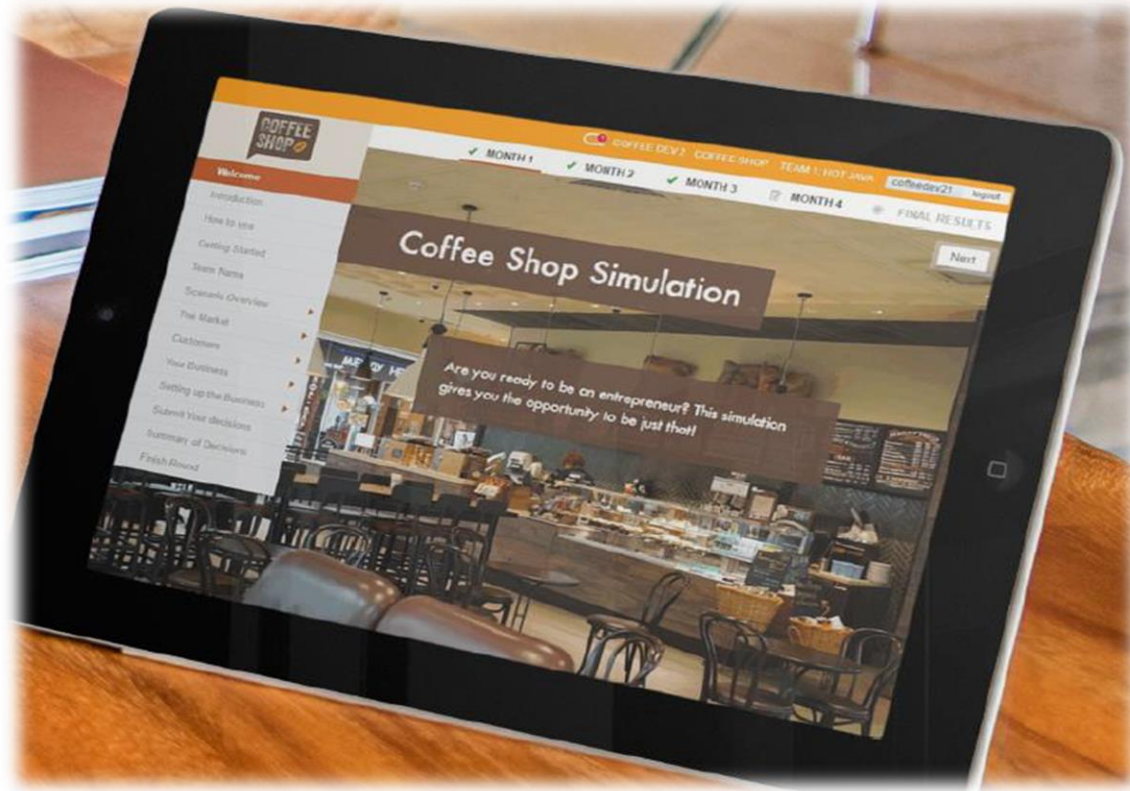 COFFEE DEV 2 COFFEE SHOP TEAM 1: HOT JAVA coffeedev21 logout
COFFEE
SHOP
MONTH 1 MONTH 2 MONTH 3 MONTH 4 FINAL RESULTS
Next
Welcome
Introduction
How to use
Getting Started
Team Name
Scenario Overview
The Market
Customers
Your Business
Setting up the Business
Submit Your decisions
Summary of Decisions
Finish Round
Coffee Shop Simulation
Are you ready to be an entrepreneur? This simulation
gives you the opportunity to be just that!